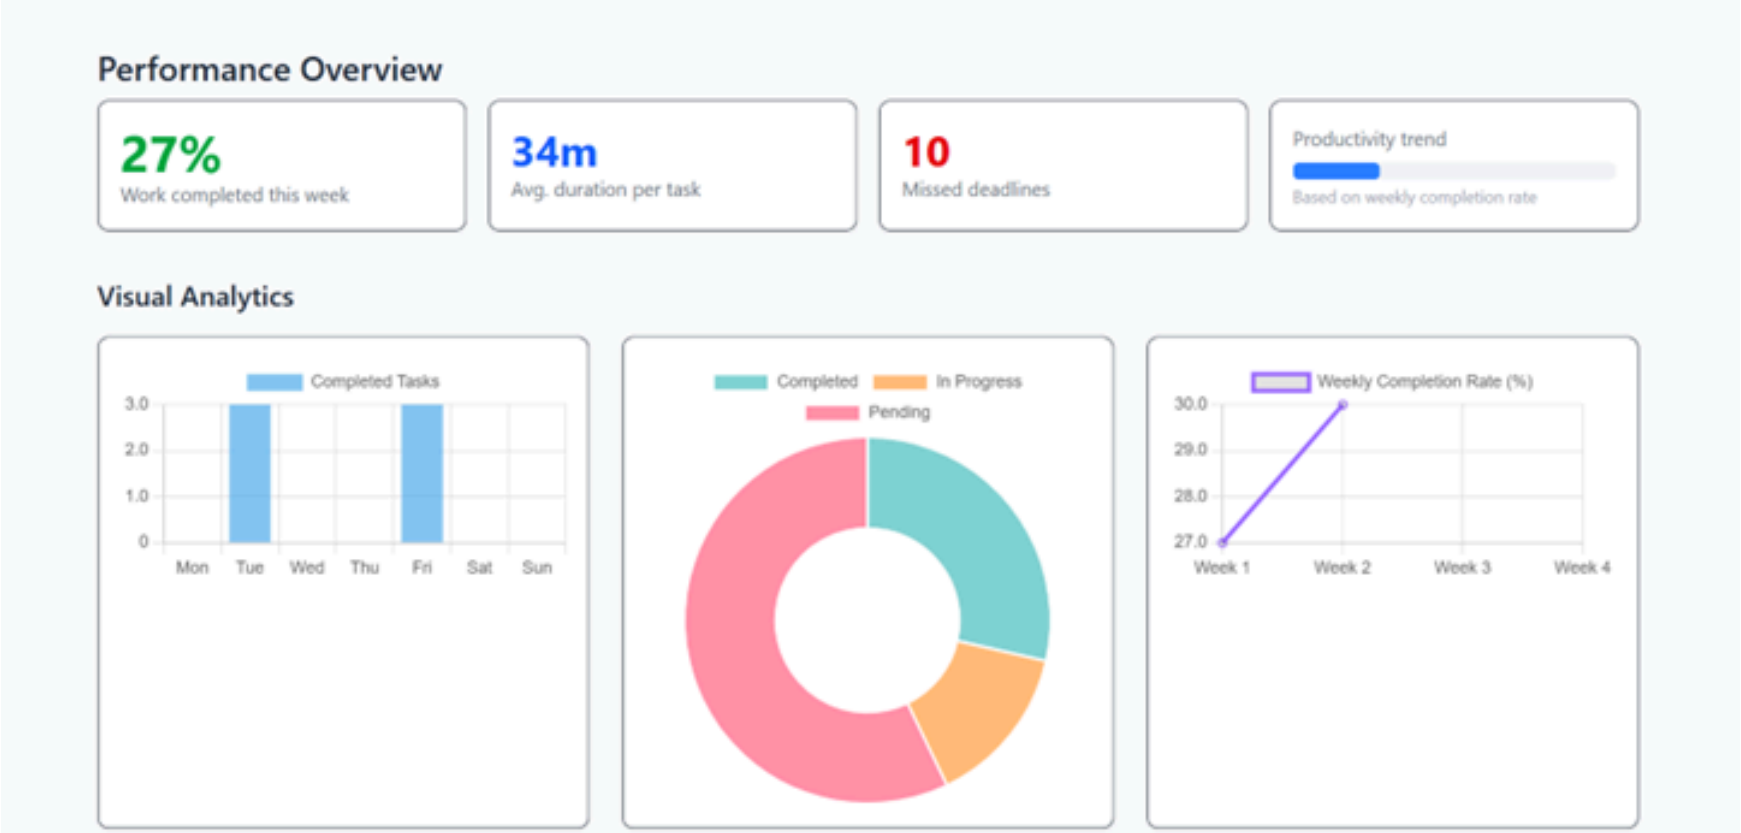 Performance Overview
27%
Work completed this week
34m
Avg. duration per task
10
Missed deadlines
Productivity trend
Based on weekly completion rate
Visual Analytics
Completed Tasks
3.0
2.0
1.0
0
Mon Tue Wed Thu Fri Sat Sun
Completed In Progress
Pending
Weekly Completion Rate (%)
30.0
29.0
28.0
27.0
Week 1 Week 2 Week 3 Week 4